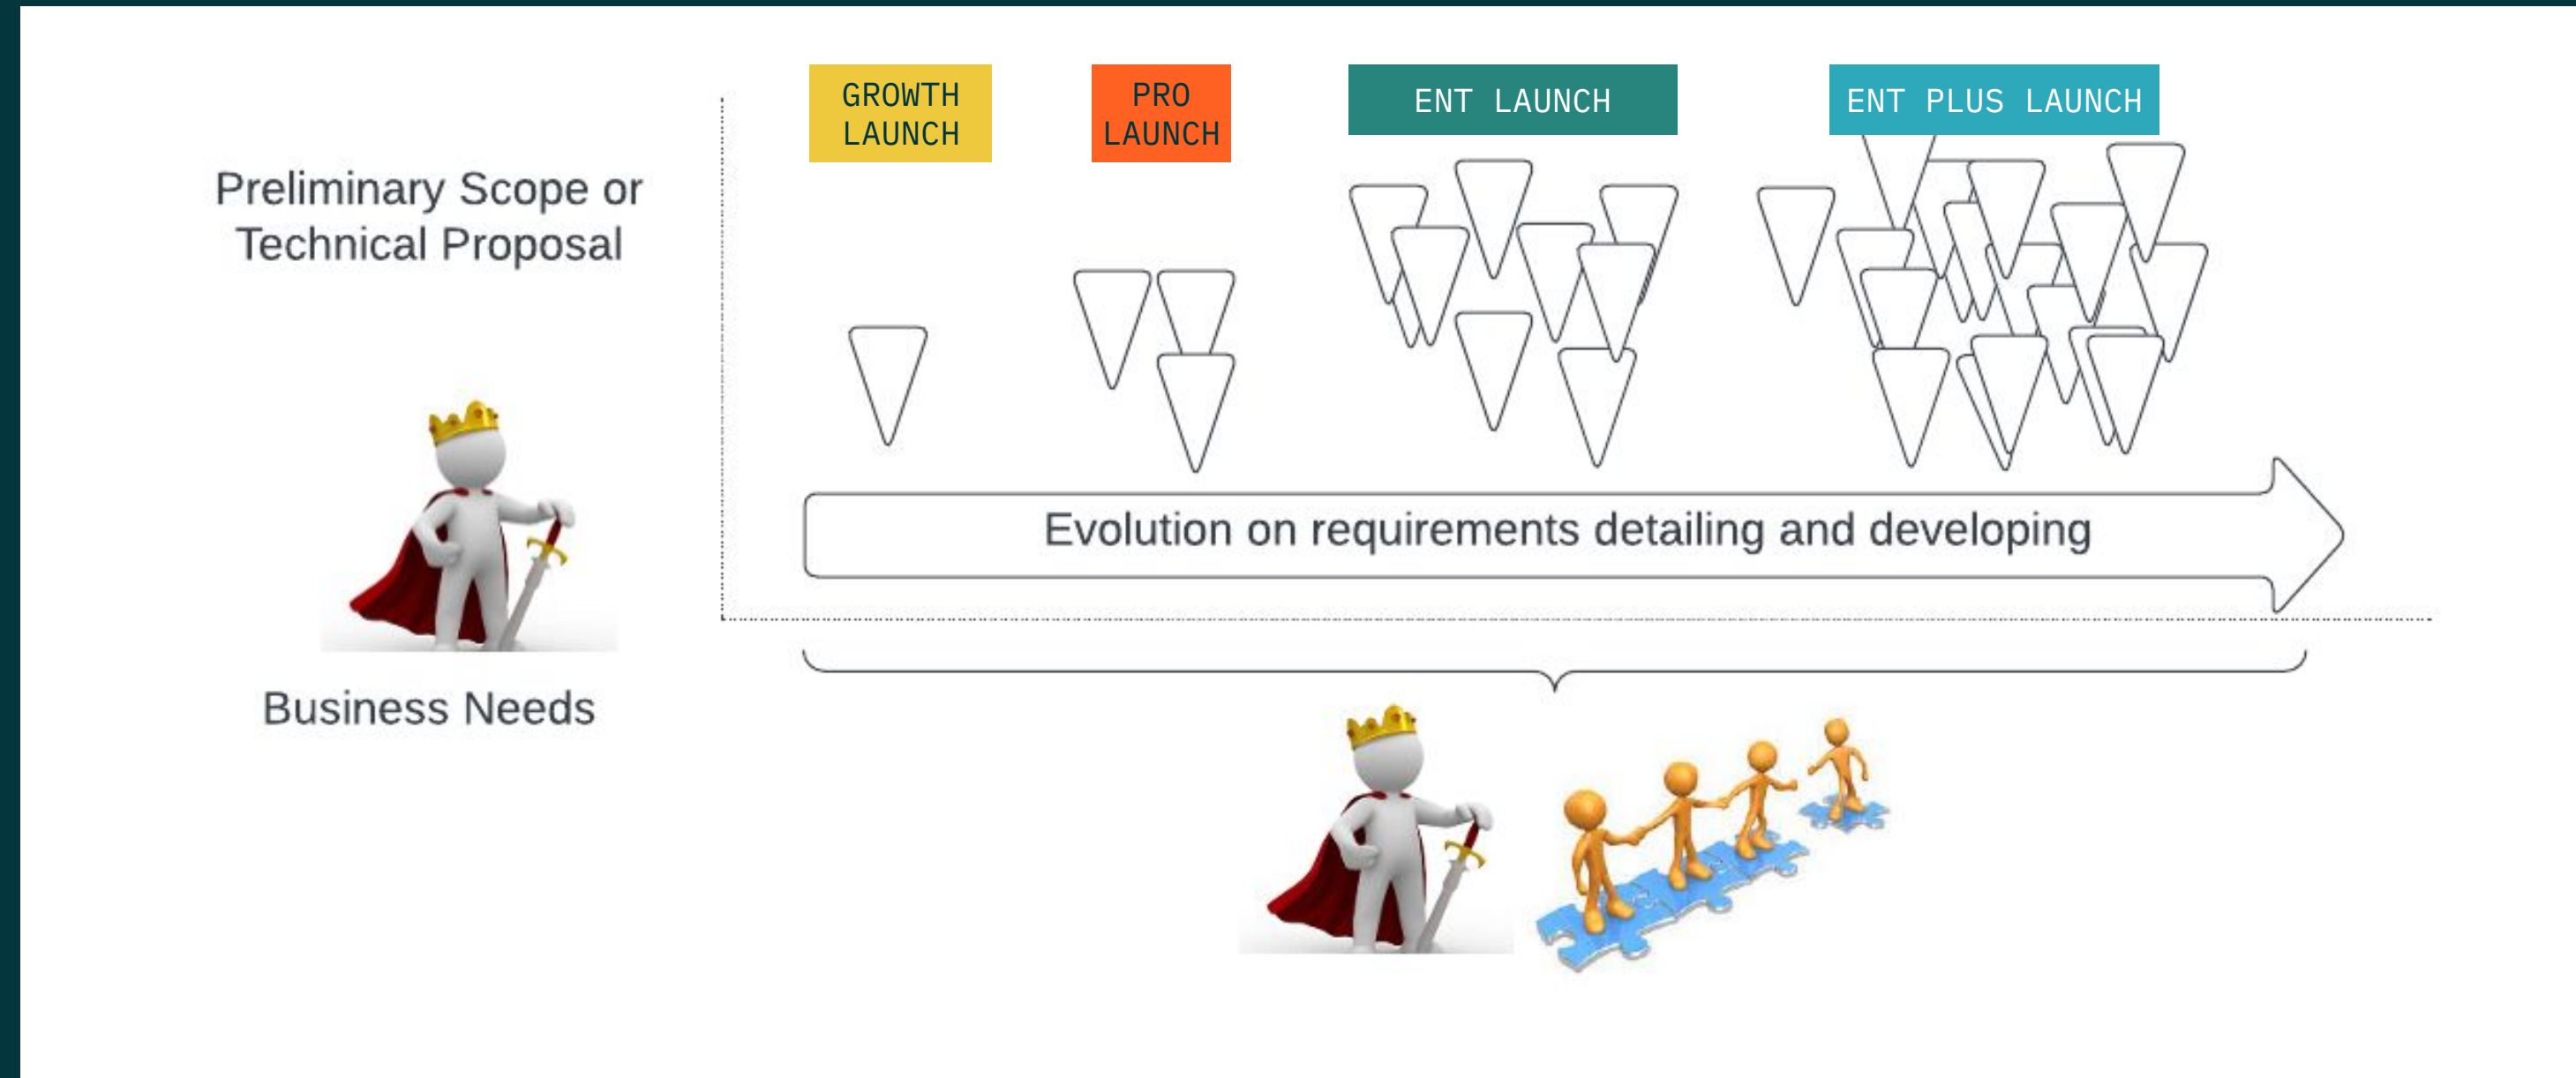 GROWTH
LAUNCH
PRO
LAUNCH
ENT LAUNCH
ENT PLUS LAUNCH
Preliminary Scope or
Technical Proposal
Evolution on requirements detailing and developing
Business Needs